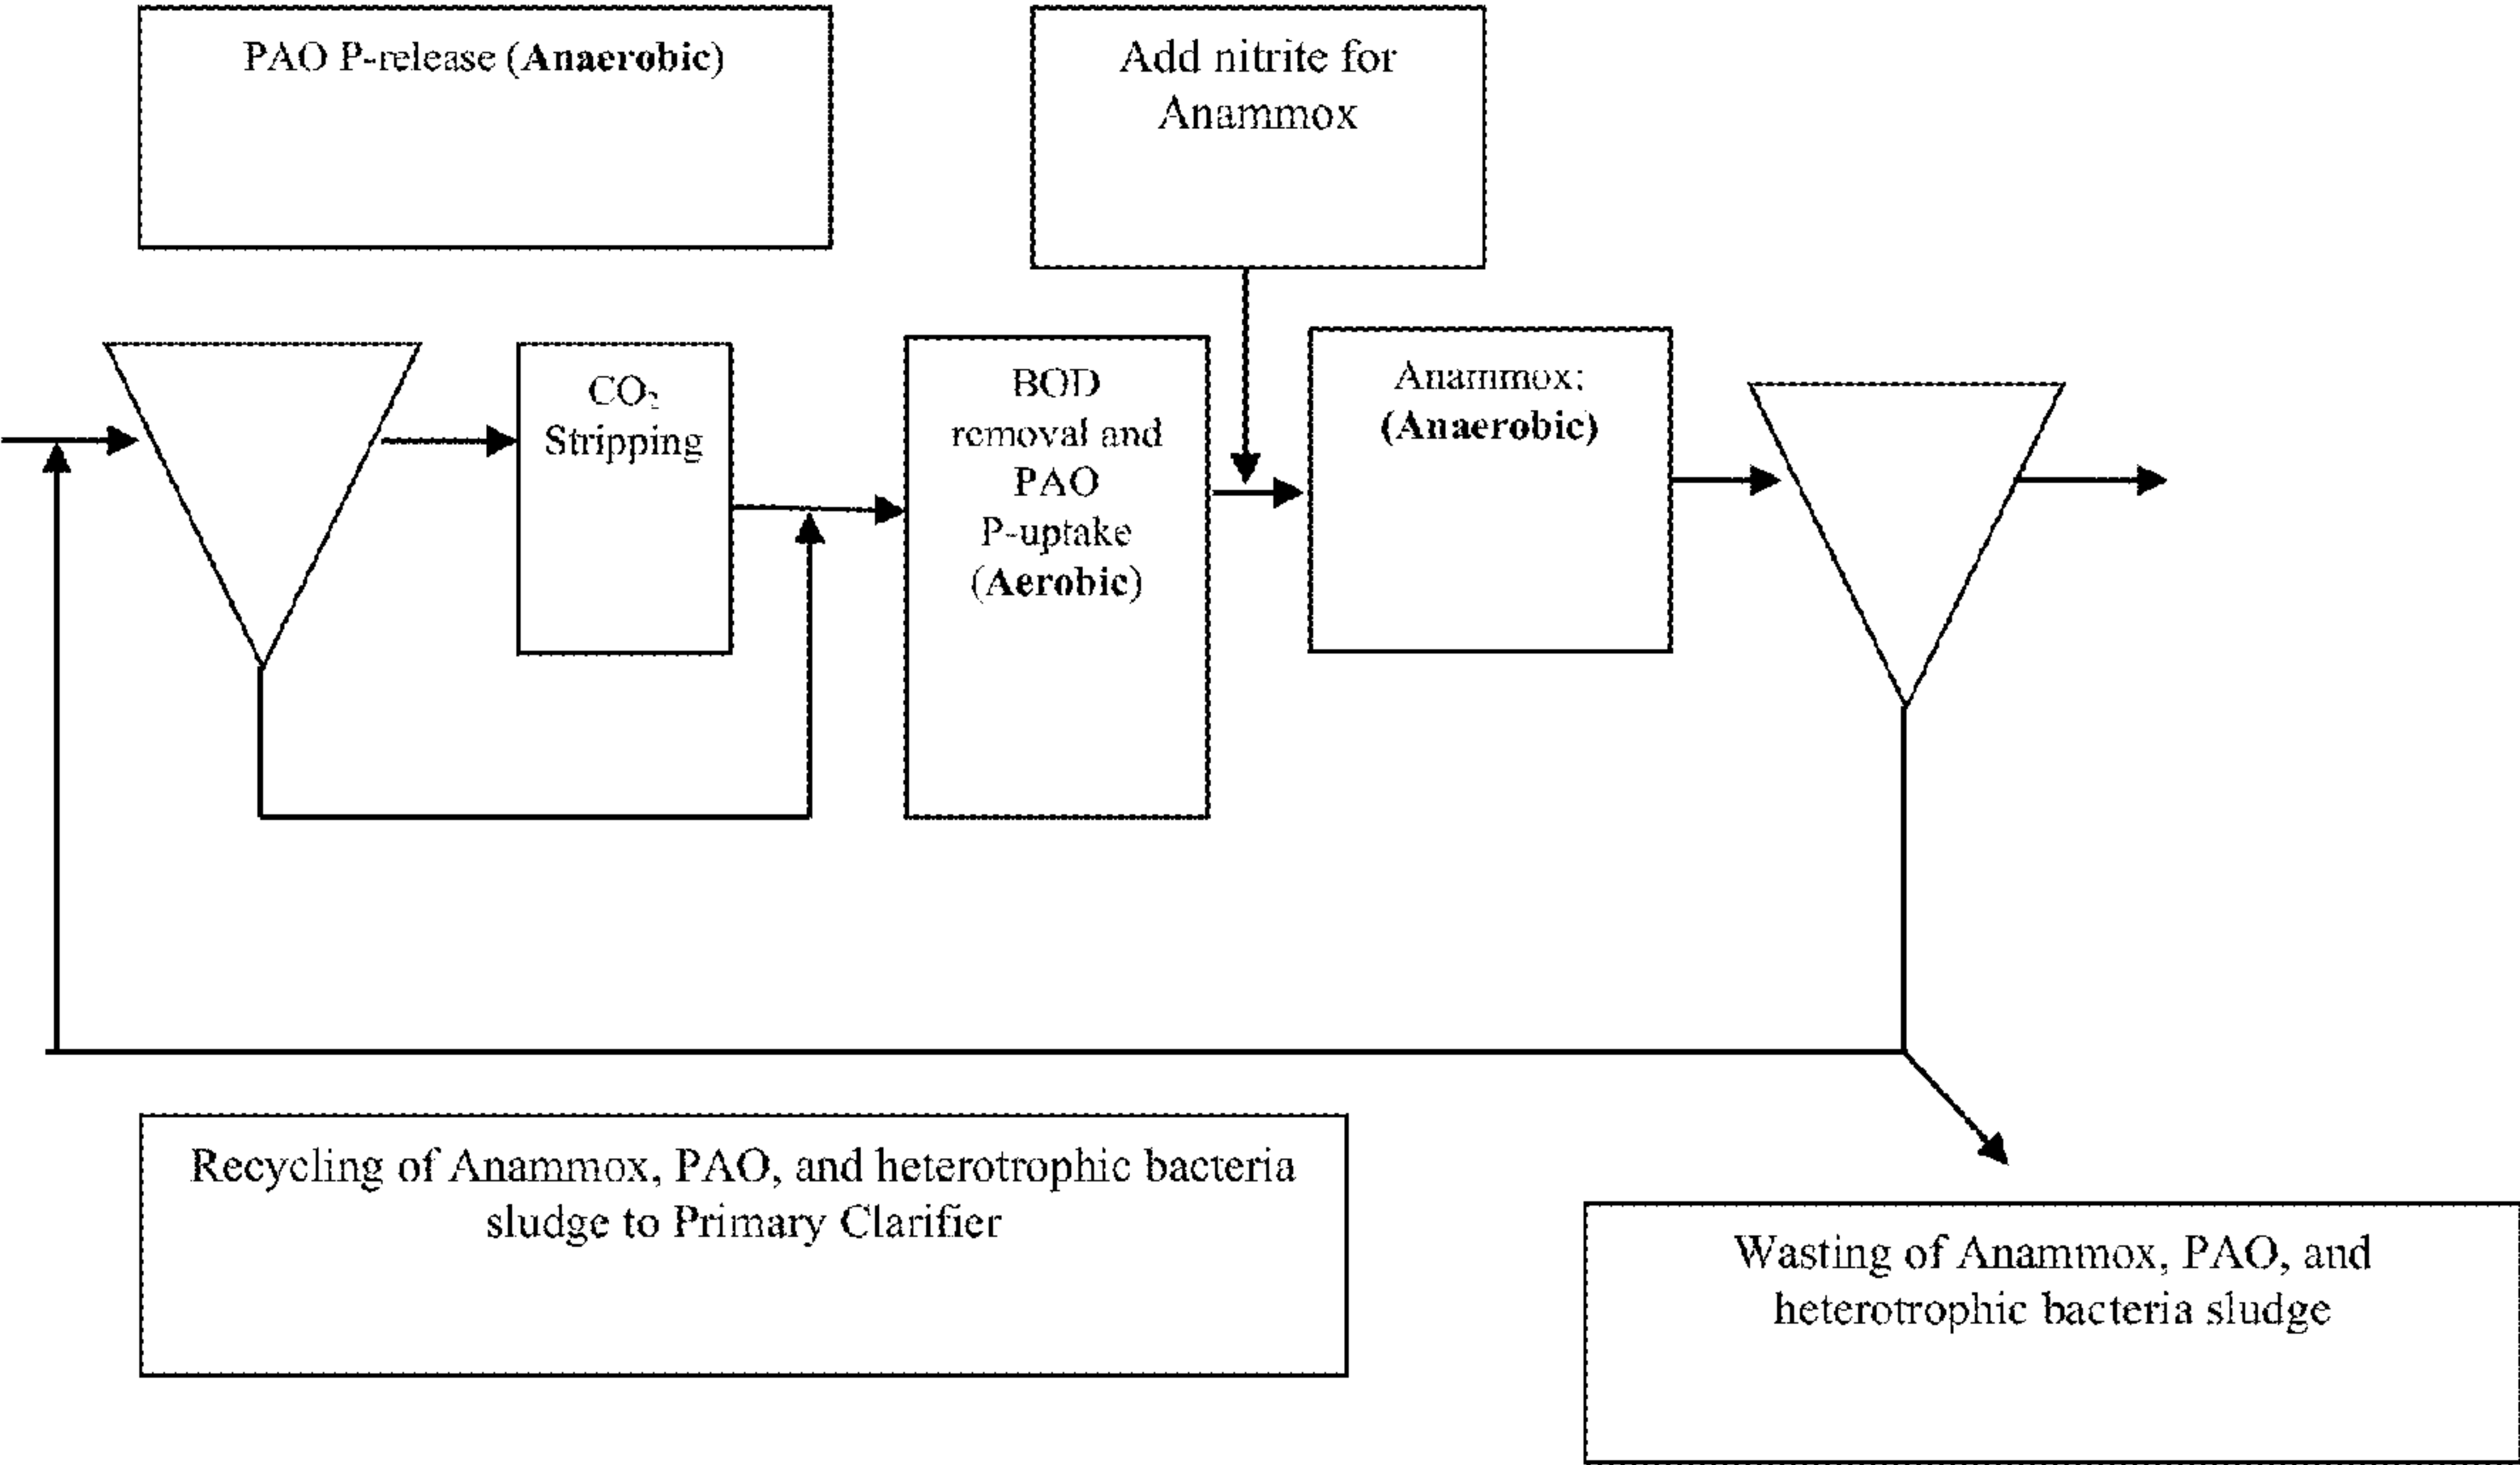 PAO P-release (Anaerobic)
Add nitrite for
Anammox
CO₂
Stripping
BOD
removal and
PAO
P-uptake
(Aerobic)
Anammox:
(Anaerobic)
Recycling of Anammox, PAO, and heterotrophic bacteria
sludge to Primary Clarifier
Wasting of Anammox, PAO, and
heterotrophic bacteria sludge